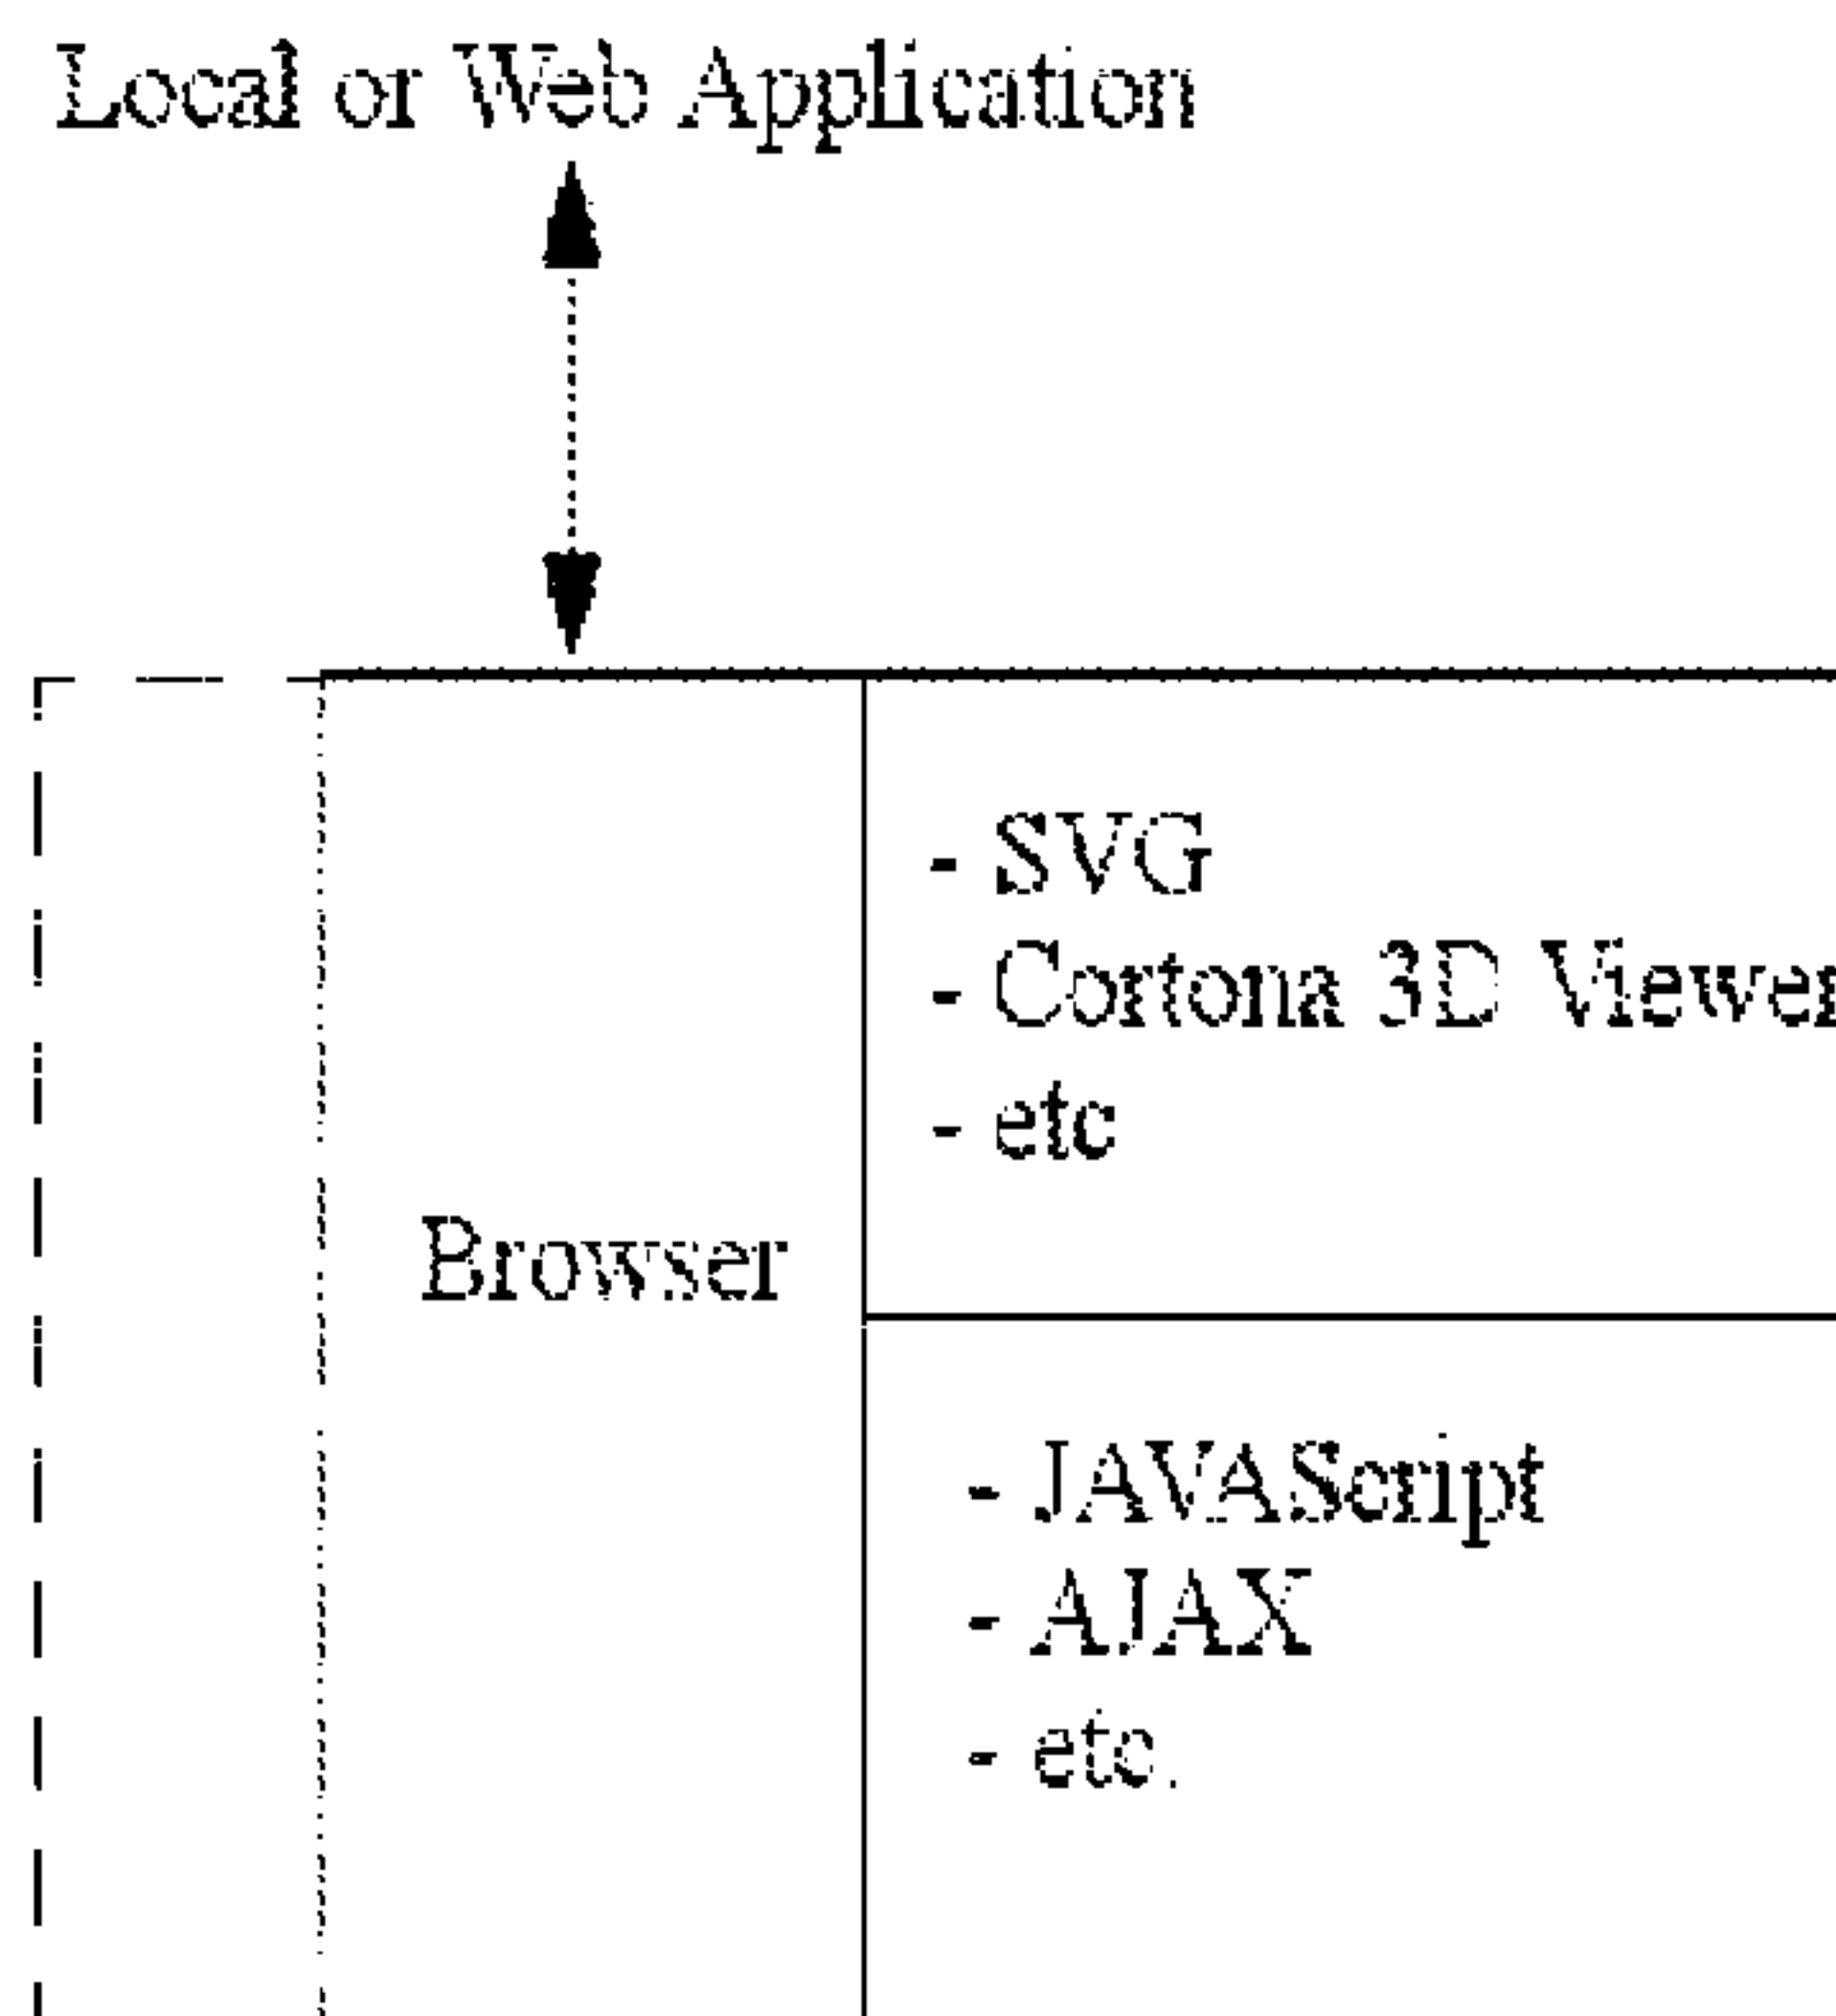 Local or Web Application
- SVG
- Cortona 3D Viewer
- etc
Browser
- JAVAScript
- AJAX
- etc.